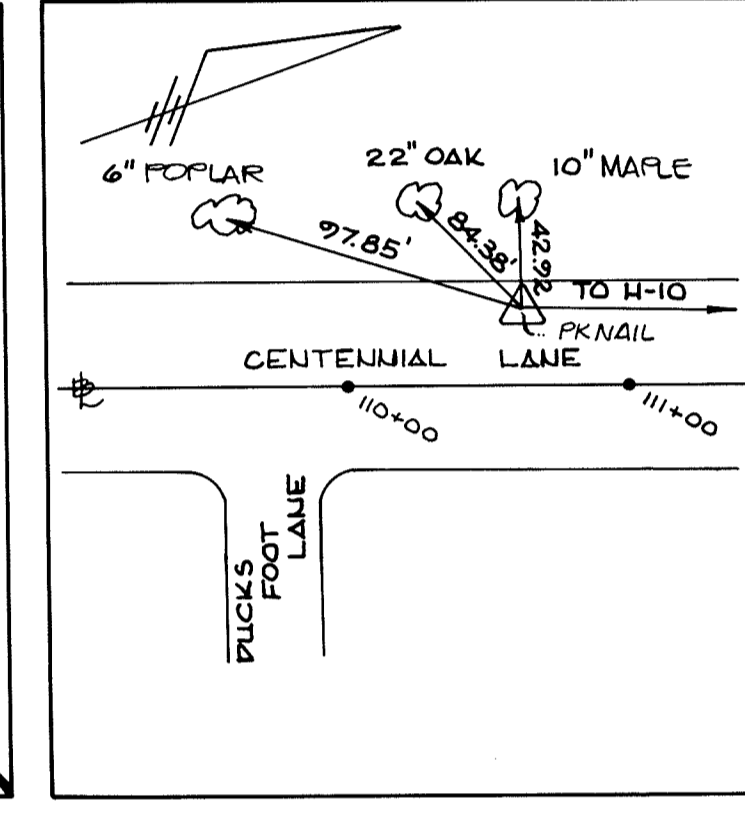 6" POPLAR
22" OAK
10" MAPLE
97.85'
84.38'
42.92
TO H-10
PK NAIL
CENTENNIAL LANE
℄
110+00
111+00
DUCKS
FOOT
LANE